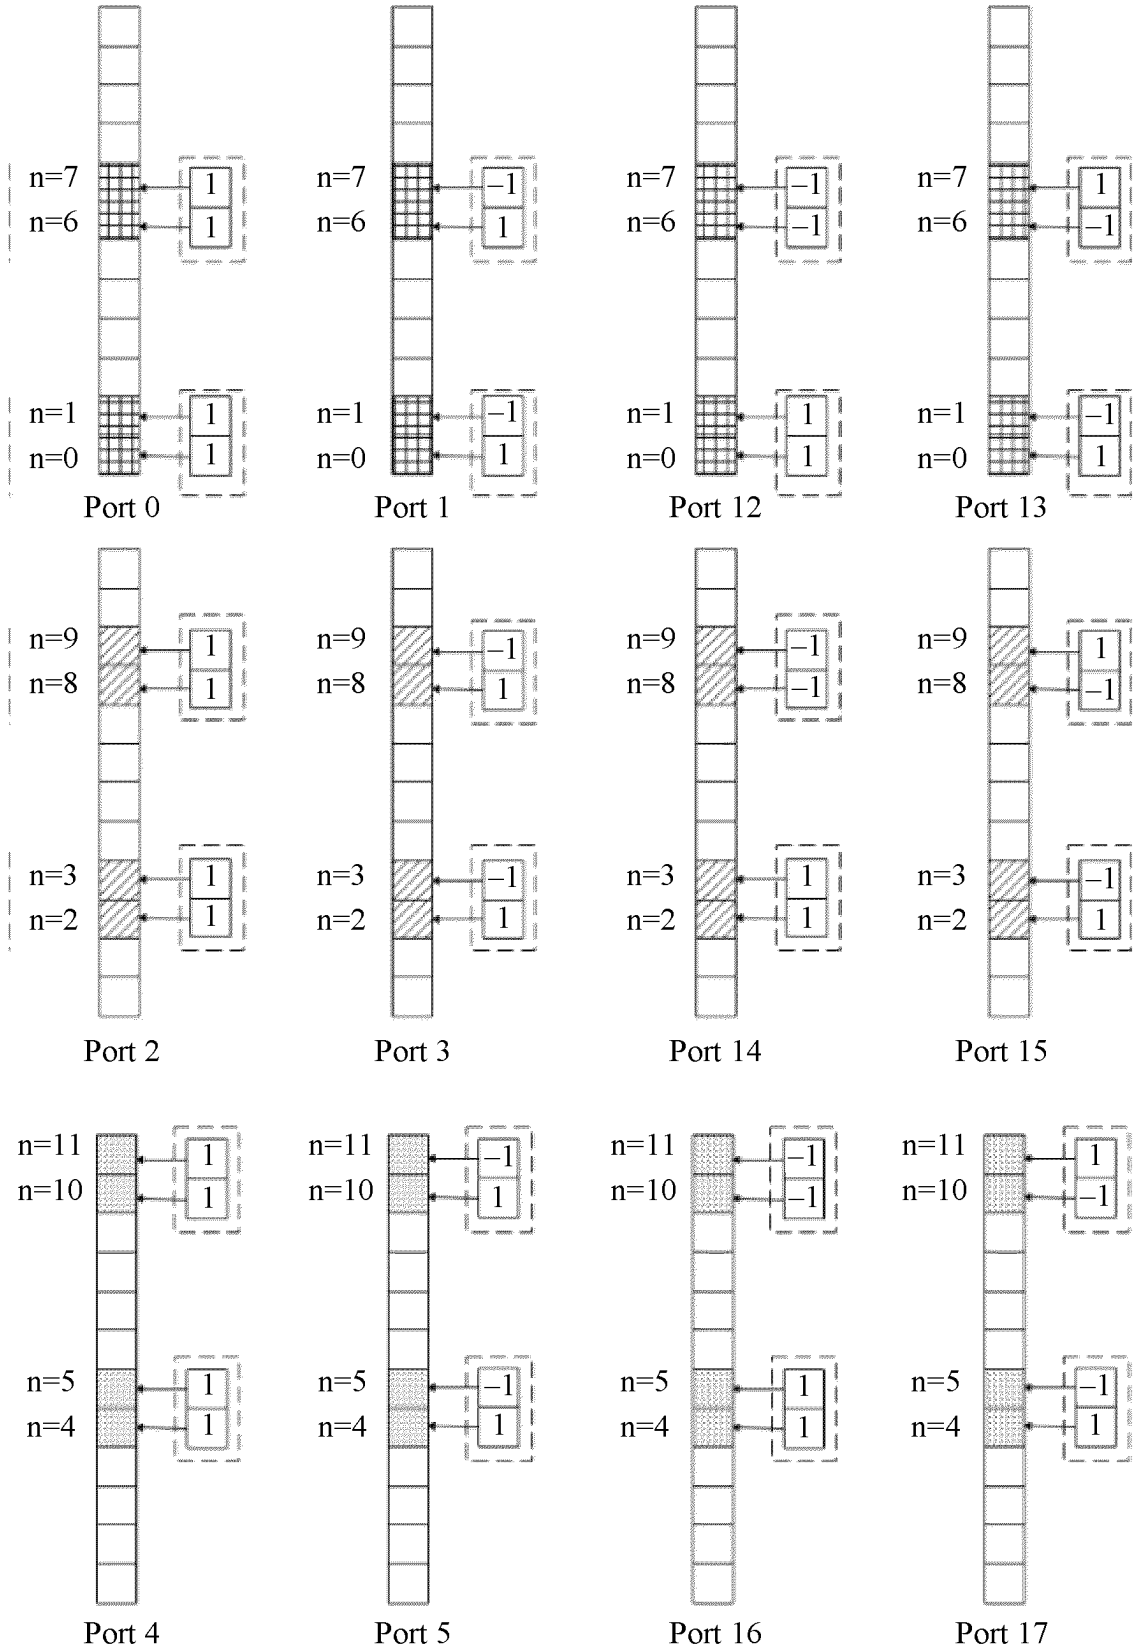 n=7 1 n=7 –1 n=7 –1 n=7 1
n=6 1 n=6 1 n=6 –1 n=6 –1
n=1 1 n=1 –1 n=1 1 n=1 –1
n=0 1 n=0 1 n=0 1 n=0 1
Port 0 Port 1 Port 12 Port 13
n=9 1 n=9 –1 n=9 –1 n=9 1
n=8 1 n=8 1 n=8 –1 n=8 –1
n=3 1 n=3 –1 n=3 1 n=3 –1
n=2 1 n=2 1 n=2 1 n=2 1
Port 2 Port 3 Port 14 Port 15
n=11 1 n=11 –1 n=11 –1 n=11 1
n=10 1 n=10 1 n=10 –1 n=10 –1
n=5 1 n=5 –1 n=5 1 n=5 –1
n=4 1 n=4 1 n=4 1 n=4 1
Port 4 Port 5 Port 16 Port 17